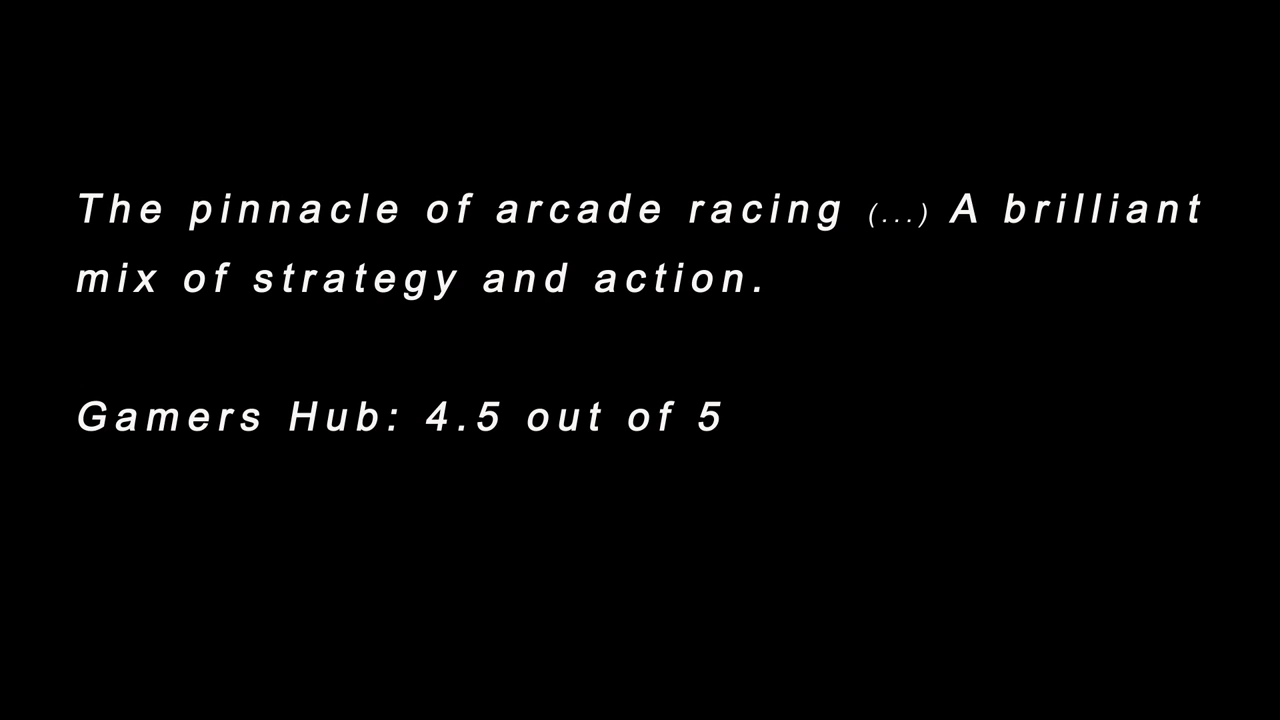 The pinnacle of arcade racing (...) A brilliant
mix of strategy and action.
Gamers Hub: 4.5 out of 5